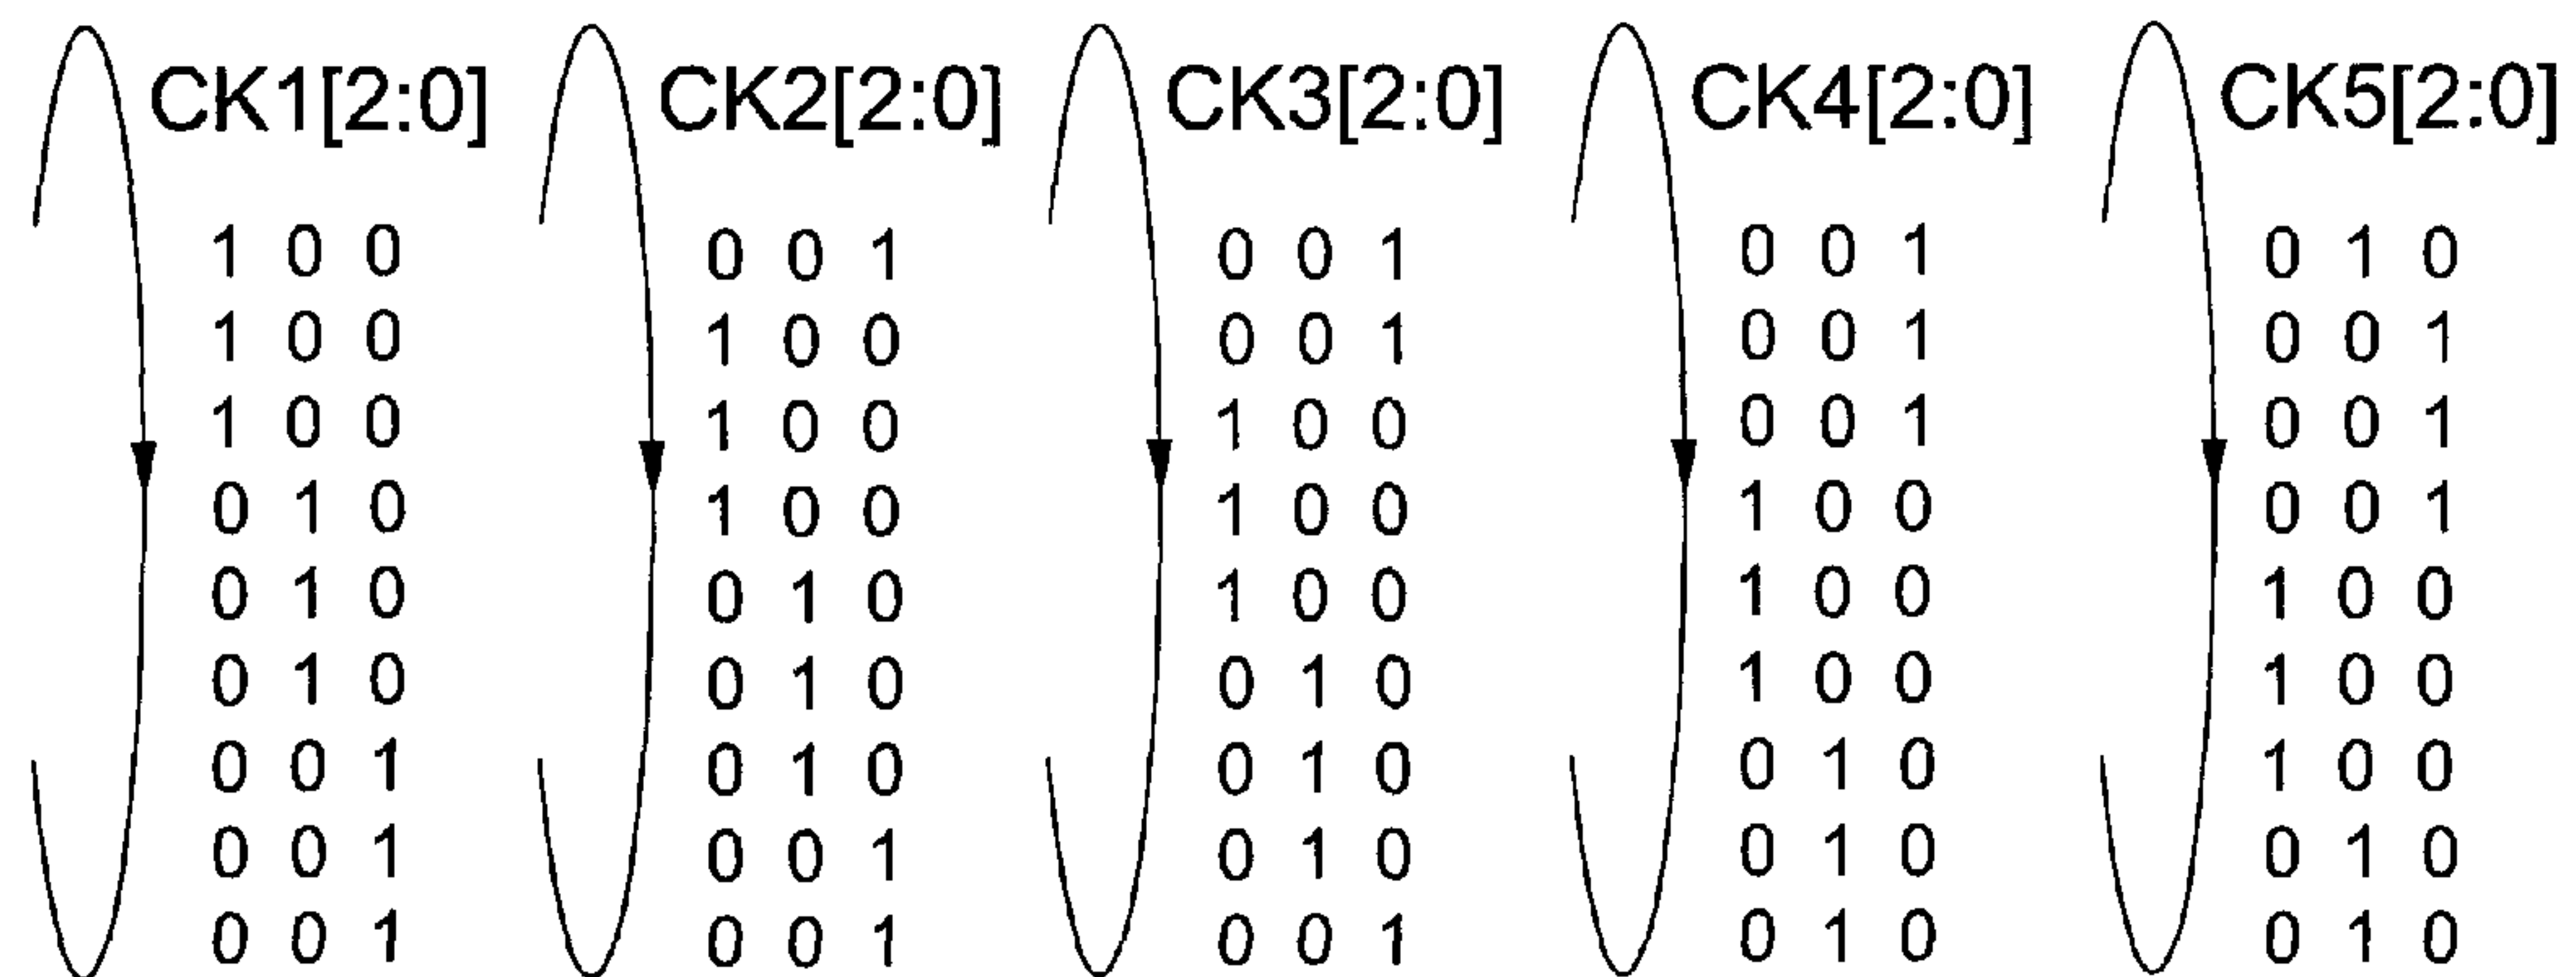 CK1[2:0] CK2[2:0] CK3[2:0] CK4[2:0] CK5[2:0]
1 0 0 0 0 1 0 0 1 0 0 1 0 1 0
1 0 0 1 0 0 0 0 1 0 0 1 0 0 1
1 0 0 1 0 0 1 0 0 0 0 1 0 0 1
0 1 0 1 0 0 1 0 0 1 0 0 0 0 1
0 1 0 0 1 0 1 0 0 1 0 0 1 0 0
0 1 0 0 1 0 0 1 0 1 0 0 1 0 0
0 0 1 0 1 0 0 1 0 0 1 0 1 0 0
0 0 1 0 0 1 0 1 0 0 1 0 0 1 0
0 0 1 0 0 1 0 0 1 0 1 0 0 1 0